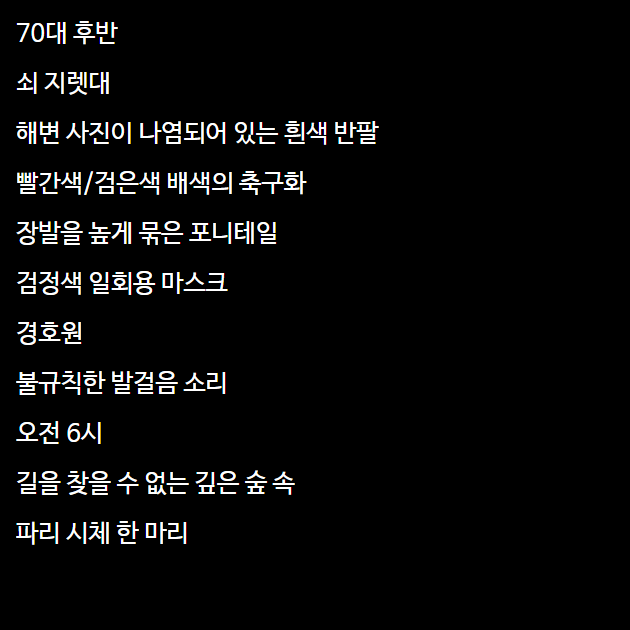 70대 후반
쇠 지렛대
해변 사진이 나염되어 있는 흰색 반팔
빨간색/검은색 배색의 축구화
장발을 높게 묶은 포니테일
검정색 일회용 마스크
경호원
불규칙한 발걸음 소리
오전 6시
길을 찾을 수 없는 깊은 숲 속
파리 시체 한 마리